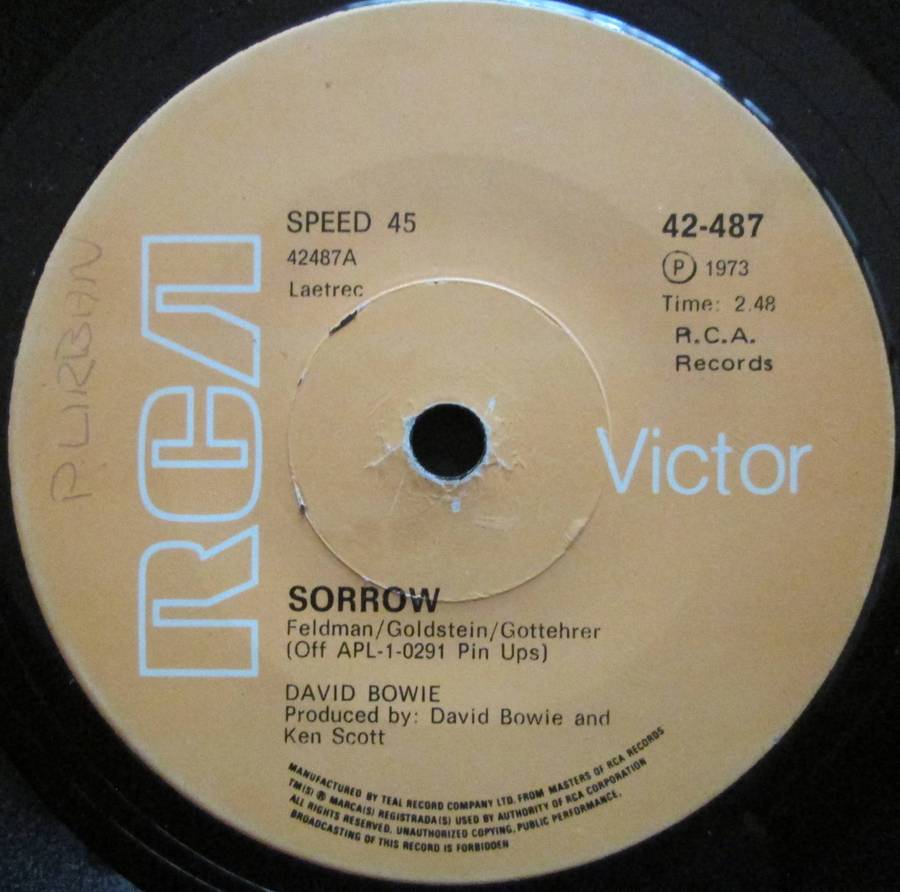 SPEED 45
42487A
Laetrec
42-487
Ⓟ 1973
Time: 2.48
R.C.A.
Records
P. URBAN
RCA
Victor
SORROW
Feldman/Goldstein/Gottehrer
(Off APL-1-0291 Pin Ups)
DAVID BOWIE
Produced by: David Bowie and
Ken Scott
MANUFACTURED BY TEAL RECORD COMPANY LTD. FROM MASTERS OF RCA RECORDS
TM(S) ® MARCA(S) REGISTRADA(S) USED BY AUTHORITY OF RCA CORPORATION
ALL RIGHTS RESERVED. UNAUTHORIZED COPYING, PUBLIC PERFORMANCE,
BROADCASTING OF THIS RECORD IS FORBIDDEN